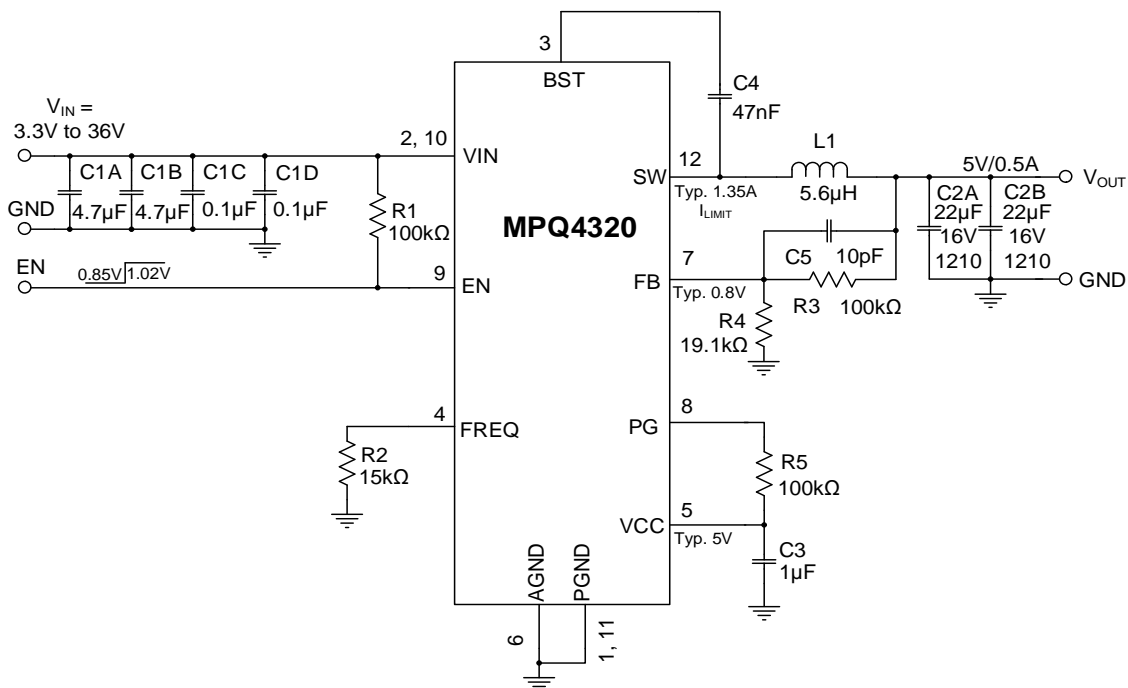 3
BST
C4
47nF
V_IN =
3.3V to 36V
2, 10
VIN
C1A
C1B
C1C
C1D
4.7µF
4.7µF
0.1µF
0.1µF
GND
R1
100kΩ
MPQ4320
12
SW
Typ. 1.35A
I_LIMIT
L1
5.6µH
5V/0.5A
V_OUT
C2A
22µF
16V
1210
C2B
22µF
16V
1210
GND
EN
0.85V
1.02V
9
EN
7
FB
Typ. 0.8V
C5
10pF
R3
100kΩ
R4
19.1kΩ
4
FREQ
R2
15kΩ
8
PG
R5
100kΩ
5
VCC
Typ. 5V
C3
1µF
AGND
PGND
6
1, 11